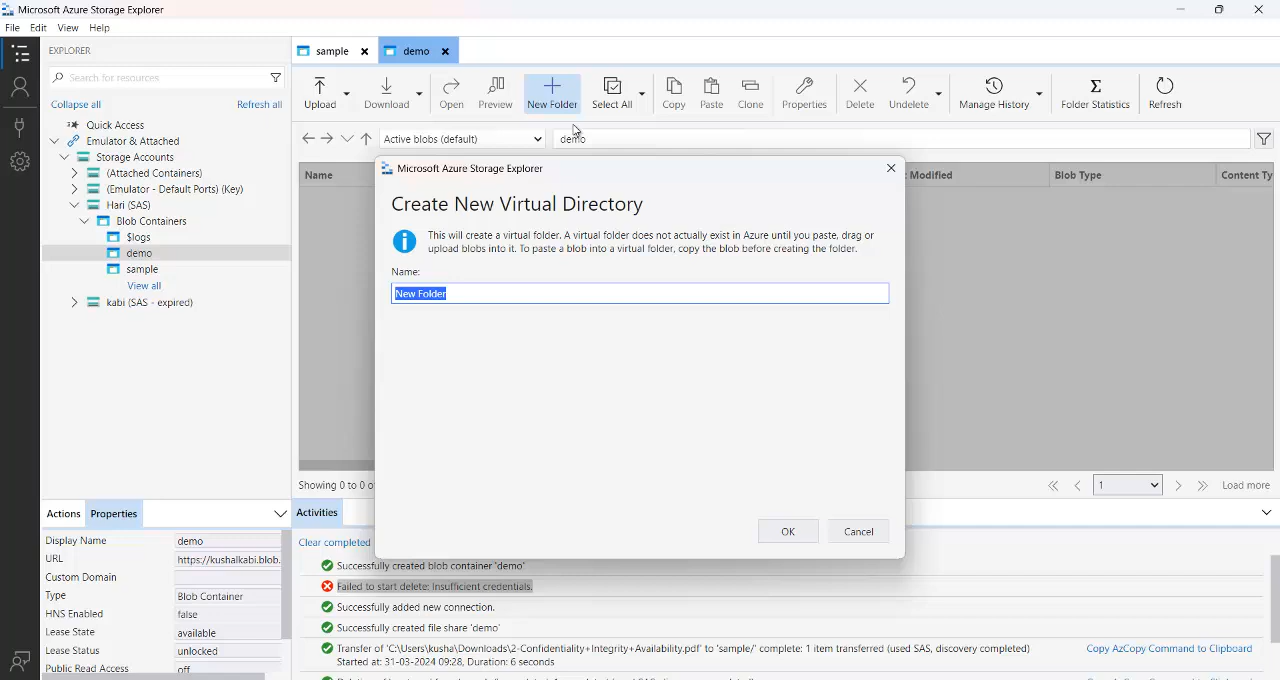 Microsoft Azure Storage Explorer
File Edit View Help
EXPLORER
Search for resources
Collapse all Refresh all
Quick Access
Emulator & Attached
Storage Accounts
(Attached Containers)
(Emulator - Default Ports) (Key)
Hari (SAS)
Blob Containers
$logs
demo
sample
View all
kabi (SAS - expired)
sample demo
Upload Download Open Preview New Folder Select All Copy Paste Clone Properties Delete Undelete Manage History Folder Statistics Refresh
Active blobs (default) demo
Name : Modified Blob Type Content Ty
Microsoft Azure Storage Explorer
Create New Virtual Directory
This will create a virtual folder. A virtual folder does not actually exist in Azure until you paste, drag or
upload blobs into it. To paste a blob into a virtual folder, copy the blob before creating the folder.
Name:
New Folder
OK Cancel
Showing 0 to 0 o
1 Load more
Actions Properties
Display Name demo
URL https://kushalkabi.blob.
Custom Domain
Type Blob Container
HNS Enabled false
Lease State available
Lease Status unlocked
Public Read Access off
Activities
Clear completed
Successfully created blob container 'demo'
Failed to start delete: Insufficient credentials.
Successfully added new connection.
Successfully created file share 'demo'
Transfer of 'C:\Users\kusha\Downloads\2-Confidentiality+Integrity+Availability.pdf' to 'sample/' complete: 1 item transferred (used SAS, discovery completed) Copy AzCopy Command to Clipboard
Started at: 31-03-2024 09:28, Duration: 6 seconds